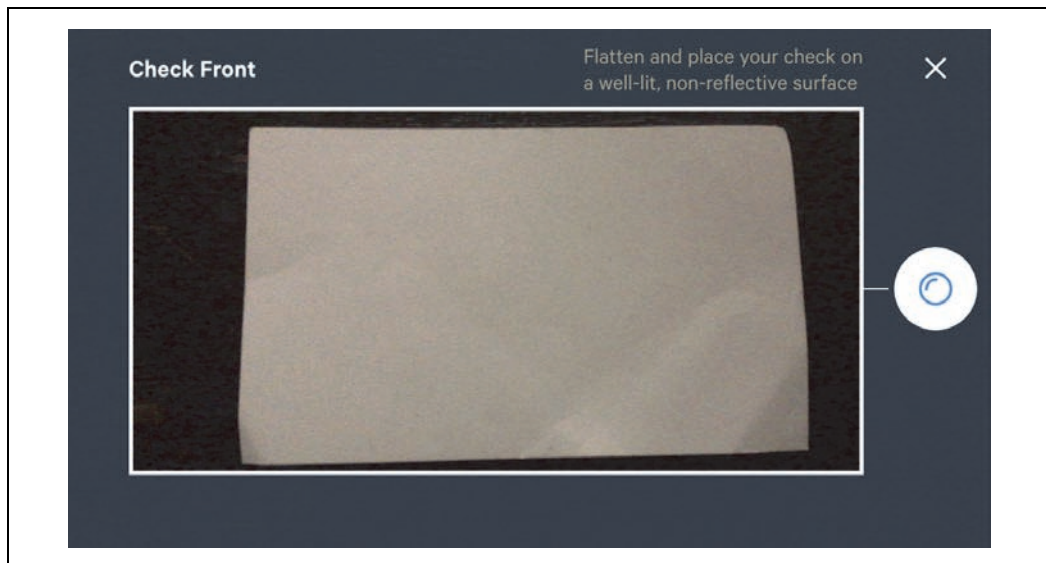 Check Front
Flatten and place your check on
a well-lit, non-reflective surface